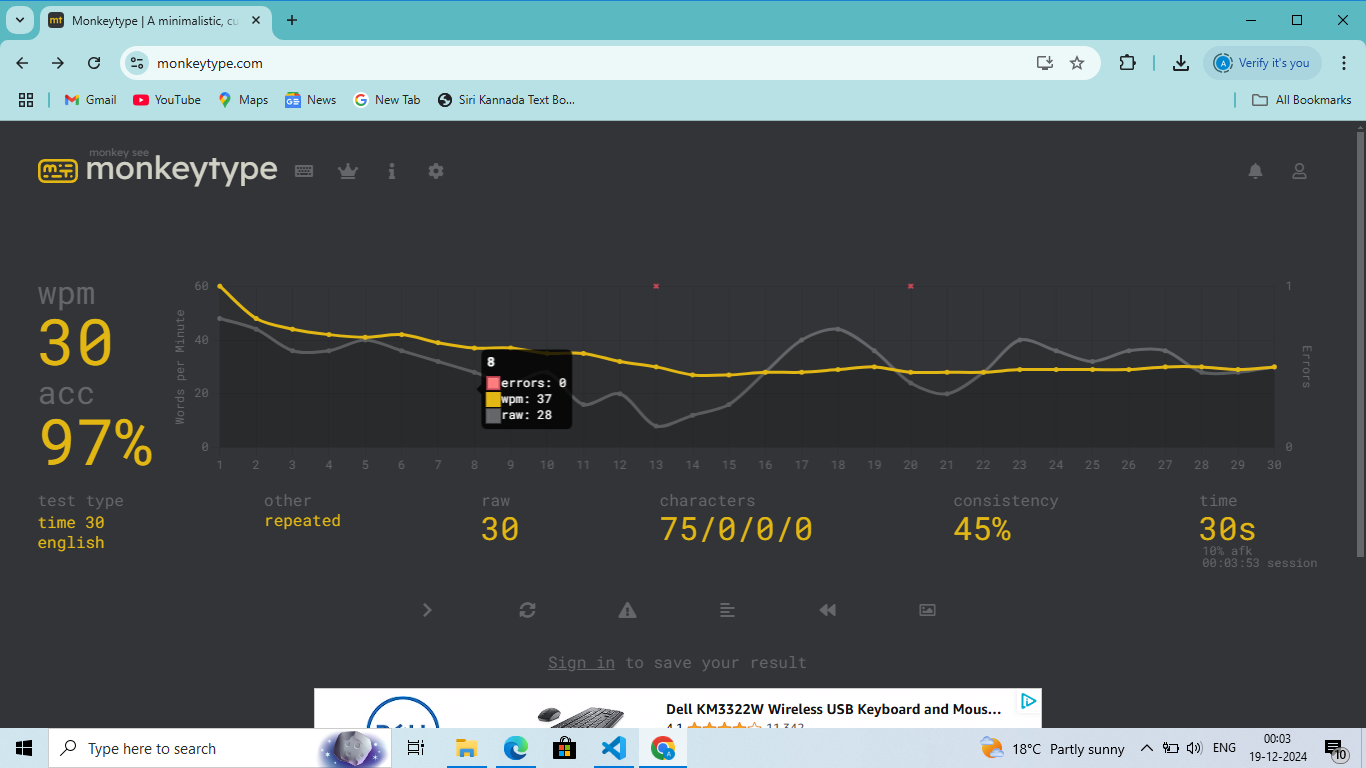 mt Monkeytype | A minimalistic, cu
monkeytype.com
Verify it's you
Gmail YouTube Maps News New Tab Siri Kannada Text Bo...
All Bookmarks
monkey see
monkeytype
wpm
30
acc
97%
Words per Minute
60
40
20
0
1
0
Errors
8
errors: 0
wpm: 37
raw: 28
1 2 3 4 5 6 7 8 9 10 11 12 13 14 15 16 17 18 19 20 21 22 23 24 25 26 27 28 29 30
test type
time 30
english
other
repeated
raw
30
characters
75/0/0/0
consistency
45%
time
30s
10% afk
00:03:53 session
Sign in to save your result
Dell KM3322W Wireless USB Keyboard and Mous...
4.1 11,342
Type here to search
18°C Partly sunny
ENG
00:03
19-12-2024
10